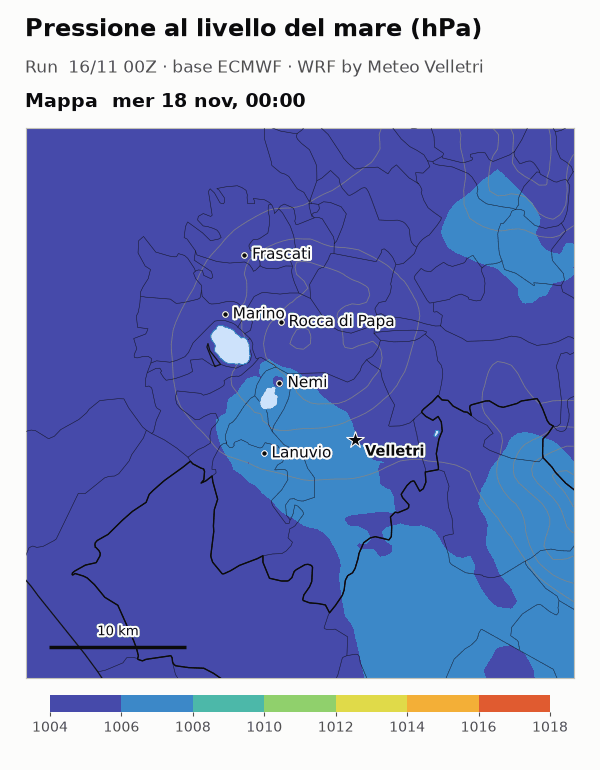 Pressione al livello del mare (hPa)
Run  16/11 00Z · base ECMWF · WRF by Meteo Velletri
Mappa  mer 18 nov, 00:00
Frascati
Marino
Rocca di Papa
Nemi
Velletri
Lanuvio
10 km
1004 1006 1008 1010 1012 1014 1016 1018